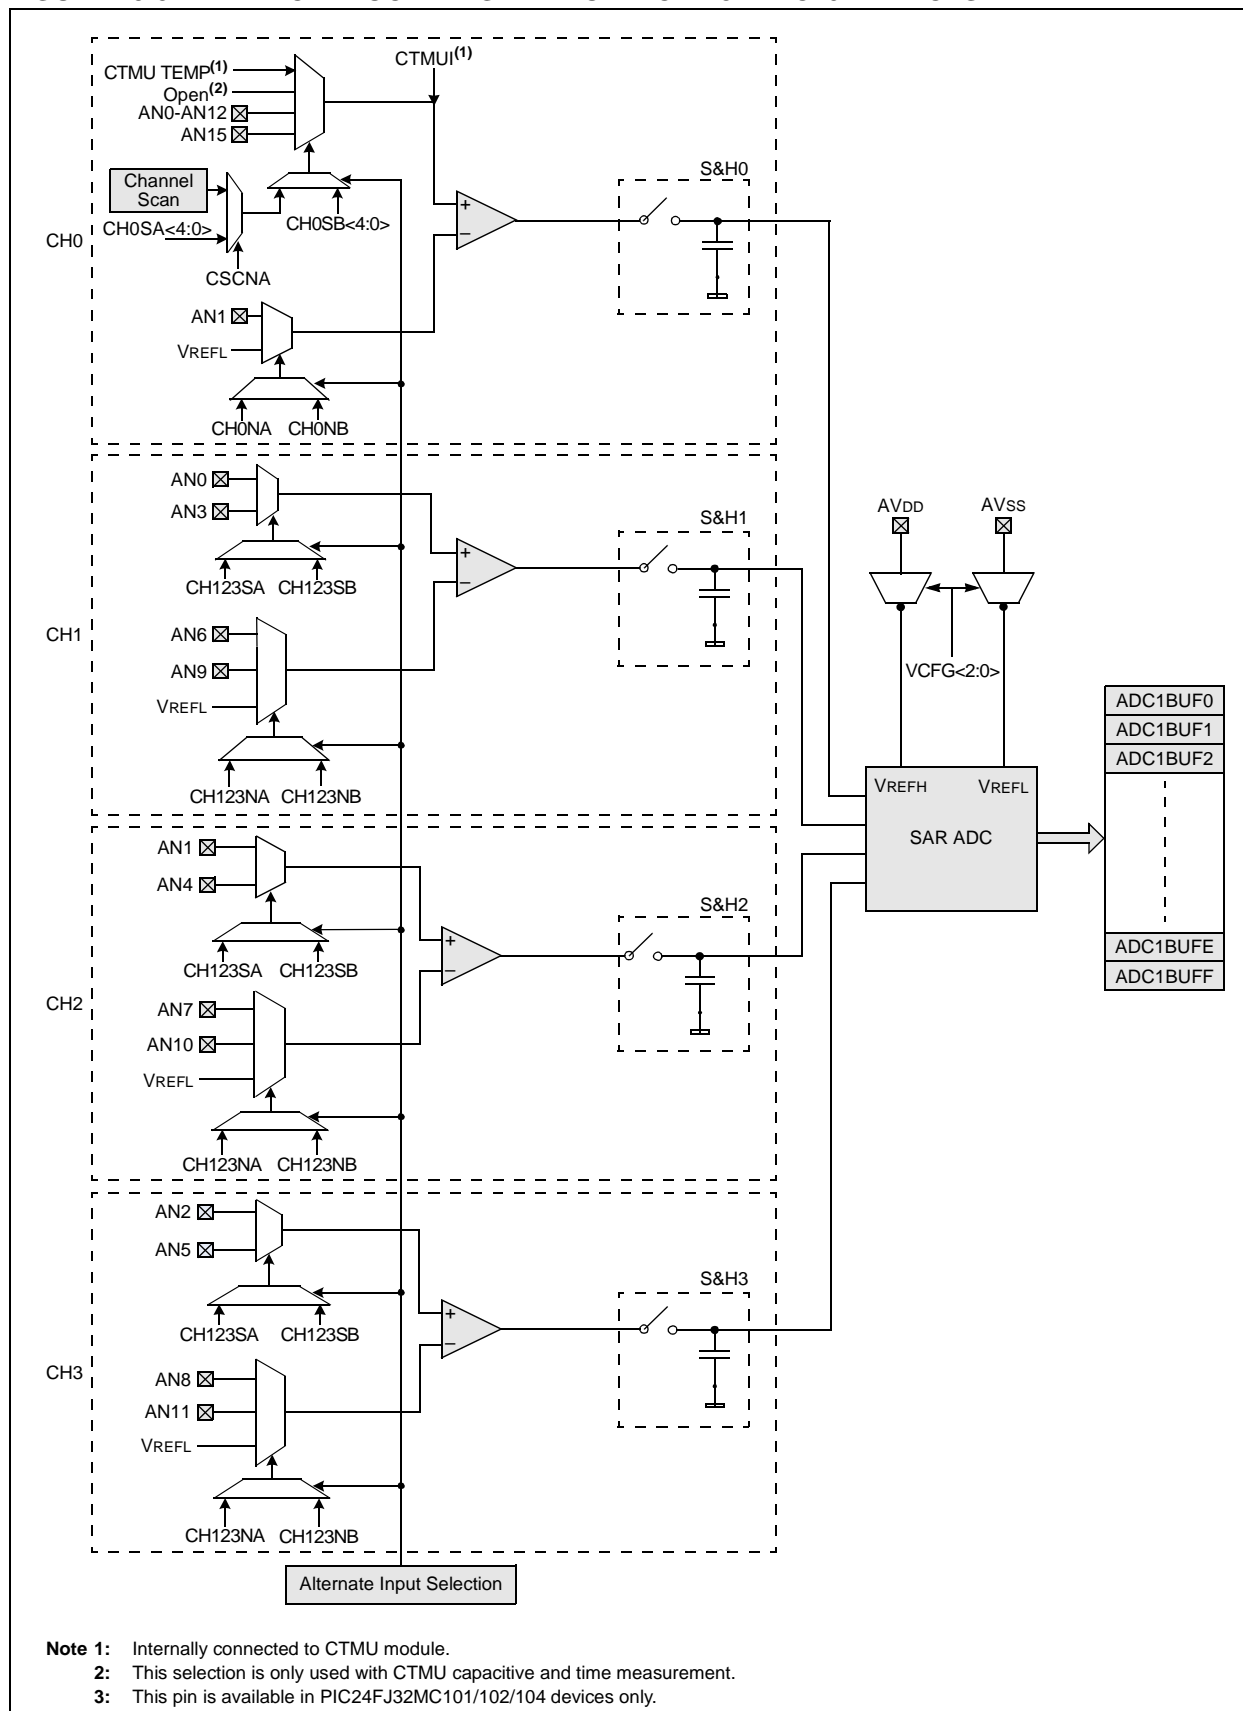 CTMU TEMP(1)
Open(2)
AN0-AN12
AN15
CTMUI(1)
Channel
Scan
CH0SA<4:0>
CH0SB<4:0>
CSCNA
CH0
AN1
VREFL
CH0NA CH0NB
+
–
S&H0
AN0
AN3
CH123SA CH123SB
CH1
AN6
AN9
VREFL
CH123NA CH123NB
+
–
S&H1
AVDD AVSS
VCFG<2:0>
VREFH VREFL
SAR ADC
ADC1BUF0
ADC1BUF1
ADC1BUF2
ADC1BUFE
ADC1BUFF
AN1
AN4
CH123SA CH123SB
CH2
AN7
AN10
VREFL
CH123NA CH123NB
+
–
S&H2
AN2
AN5
CH123SA CH123SB
CH3
AN8
AN11
VREFL
CH123NA CH123NB
+
–
S&H3
Alternate Input Selection
Note 1: Internally connected to CTMU module.
2: This selection is only used with CTMU capacitive and time measurement.
3: This pin is available in PIC24FJ32MC101/102/104 devices only.